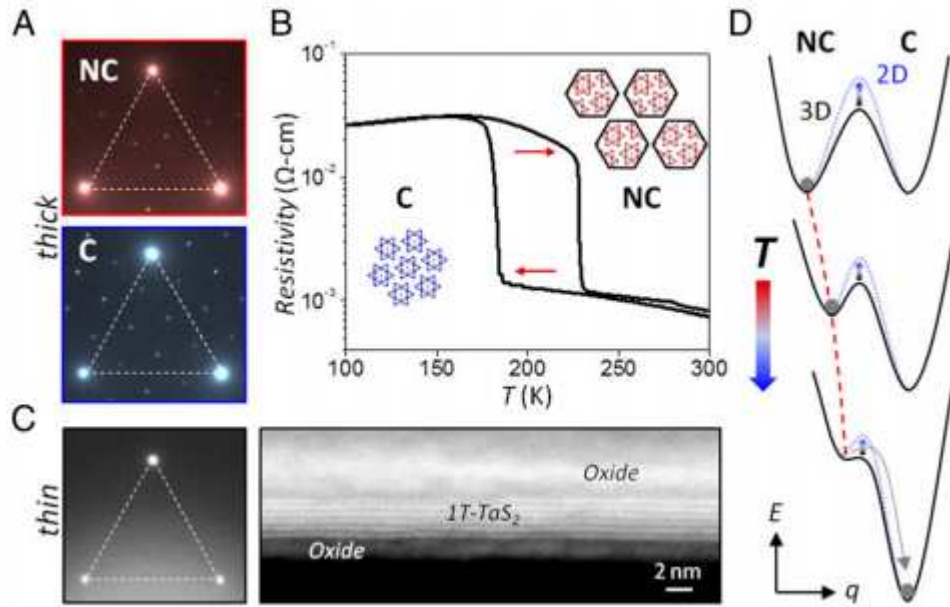 A
NC
C
thick
B
Resistivity (Ω-cm)
10⁻¹
10⁻²
10⁻³
C
NC
100 150 200 250 300
T (K)
C
thin
Oxide
1T-TaS₂
Oxide
2 nm
D
NC C
2D
3D
T
E
q